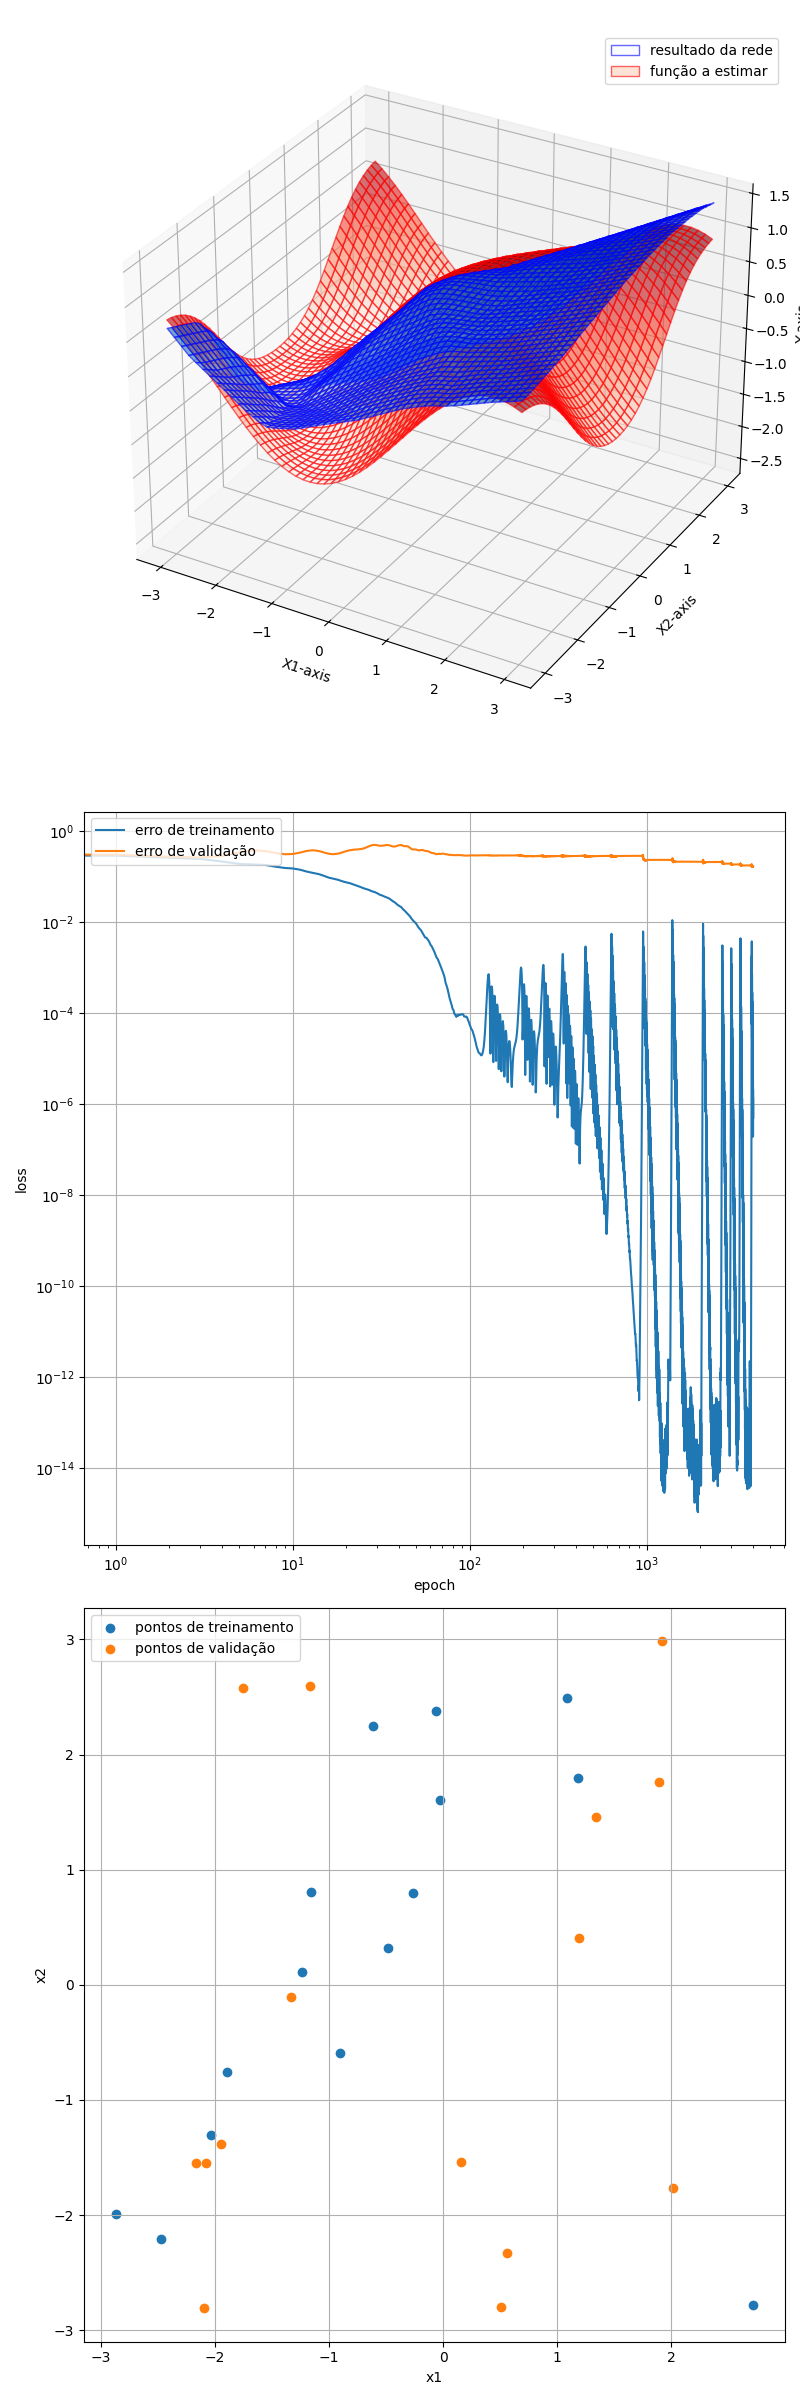 resultado da rede
função a estimar
1.5
1.0
0.5
0.0
−0.5
−1.0
−1.5
−2.0
−2.5
3
2
1
0
−1
−2
−3
X2-axis
−3
−2
−1
0
1
2
3
X1-axis
erro de treinamento
erro de validação
10^0
10^−2
10^−4
10^−6
10^−8
10^−10
10^−12
10^−14
loss
10^0 10^1 10^2 10^3
epoch
pontos de treinamento
pontos de validação
3
2
1
0
−1
−2
−3
x2
−3 −2 −1 0 1 2
x1